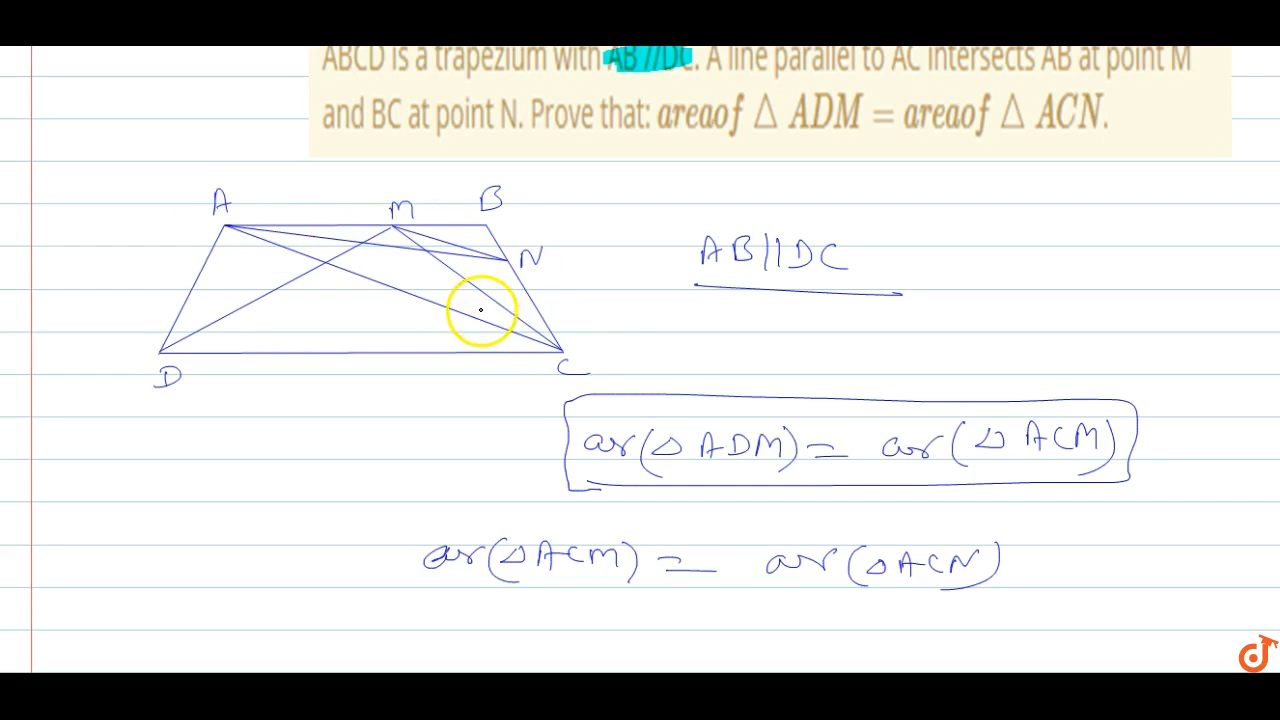 ABCD is a trapezium with AB //DC. A line parallel to AC intersects AB at point M
and BC at point N. Prove that: areaof △ ADM = areaof △ ACN.
A M B
N
AB//DC
D C
ar(△ ADM) = ar(△ ACM)
ar(△ACM) = ar(△ACN)